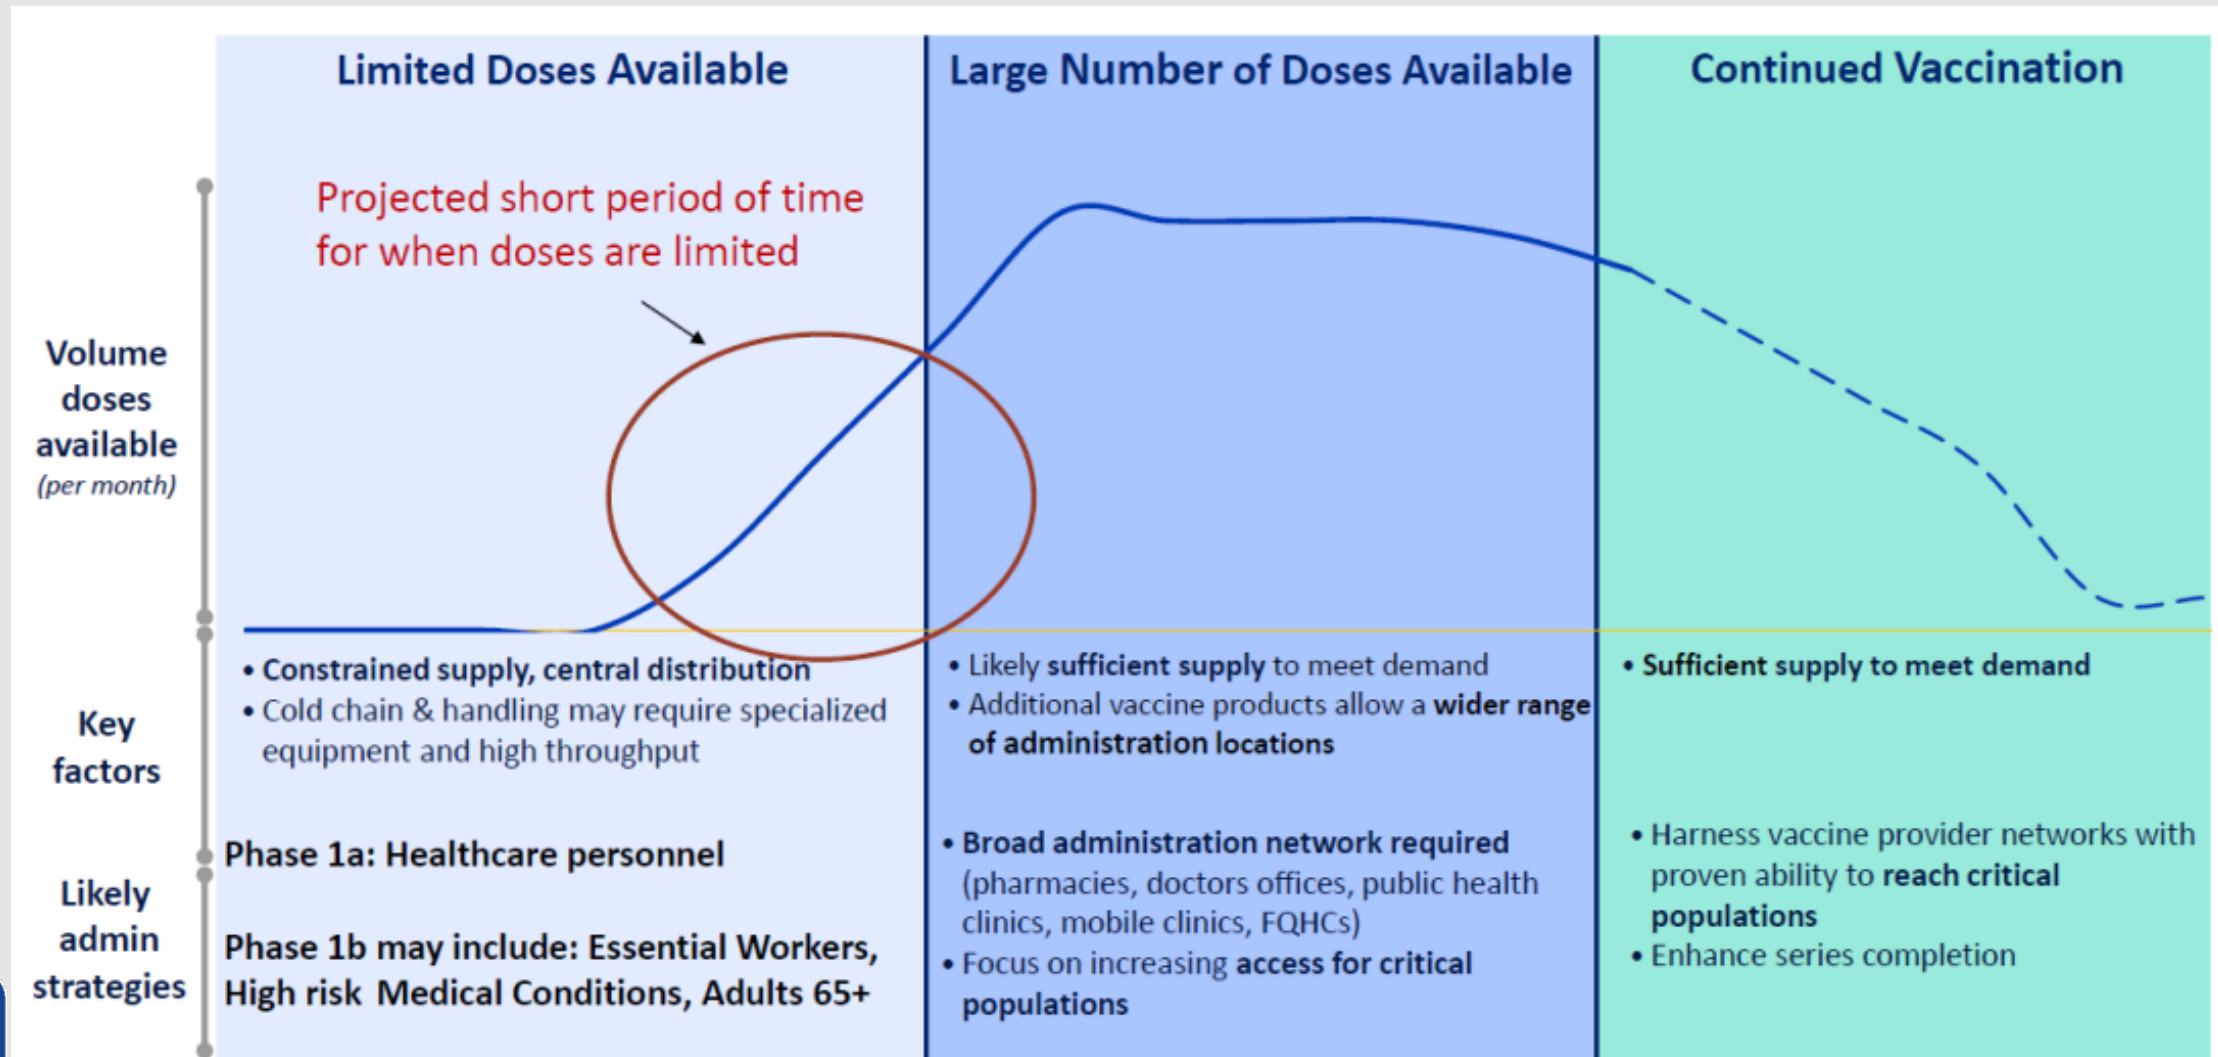 Limited Doses Available
Large Number of Doses Available
Continued Vaccination
Projected short period of time
for when doses are limited
Volume
doses
available
(per month)
Key
factors
• Constrained supply, central distribution
• Cold chain & handling may require specialized
equipment and high throughput
• Likely sufficient supply to meet demand
• Additional vaccine products allow a wider range
of administration locations
• Sufficient supply to meet demand
Likely
admin
strategies
Phase 1a: Healthcare personnel
Phase 1b may include: Essential Workers,
High risk Medical Conditions, Adults 65+
• Broad administration network required
(pharmacies, doctors offices, public health
clinics, mobile clinics, FQHCs)
• Focus on increasing access for critical
populations
• Harness vaccine provider networks with
proven ability to reach critical
populations
• Enhance series completion